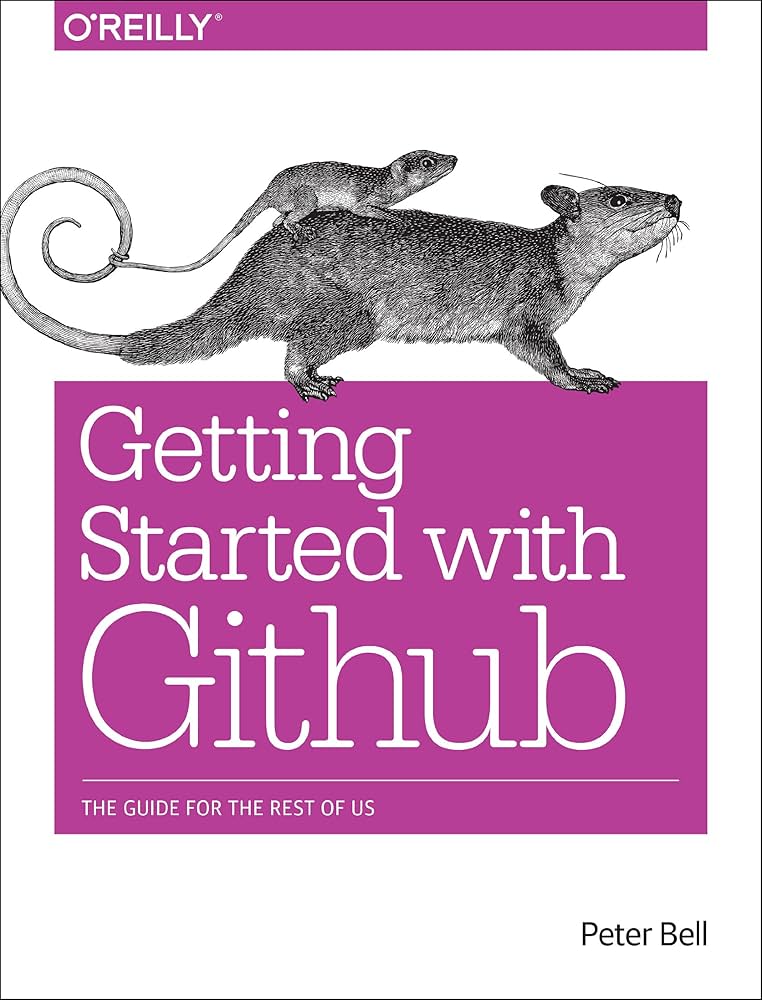 O'REILLY®
Getting
Started with
Github
THE GUIDE FOR THE REST OF US
Peter Bell